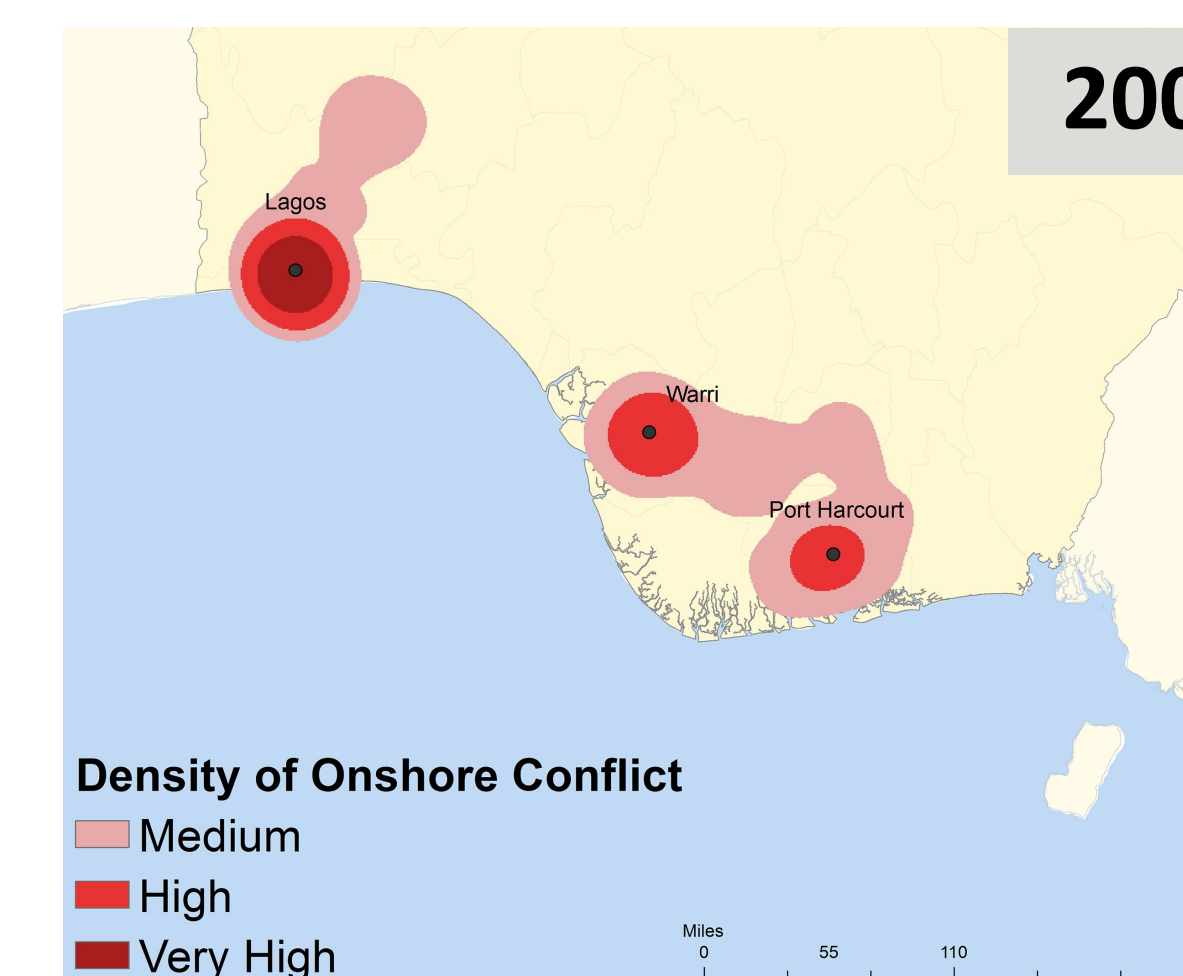 200
Lagos
Warri
Port Harcourt
Density of Onshore Conflict
Medium
High
Very High
Miles
0 55 110